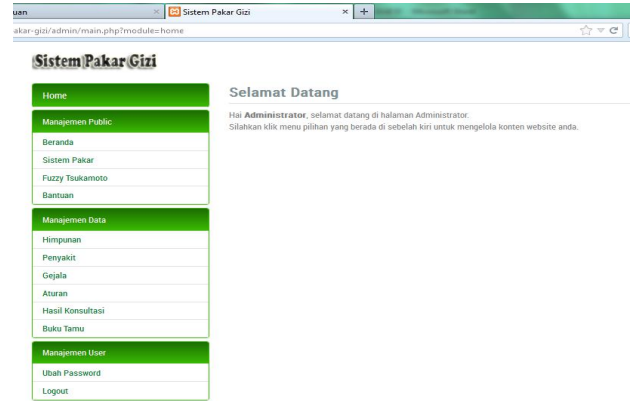 uan
Sistem Pakar Gizi
akar-gizi/admin/main.php?module=home
Sistem Pakar Gizi
Home
Manajemen Public
Beranda
Sistem Pakar
Fuzzy Tsukamoto
Bantuan
Manajemen Data
Himpunan
Penyakit
Gejala
Aturan
Hasil Konsultasi
Buku Tamu
Manajemen User
Ubah Password
Logout
Selamat Datang
Hai Administrator, selamat datang di halaman Administrator.
Silahkan klik menu pilihan yang berada di sebelah kiri untuk mengelola konten website anda.